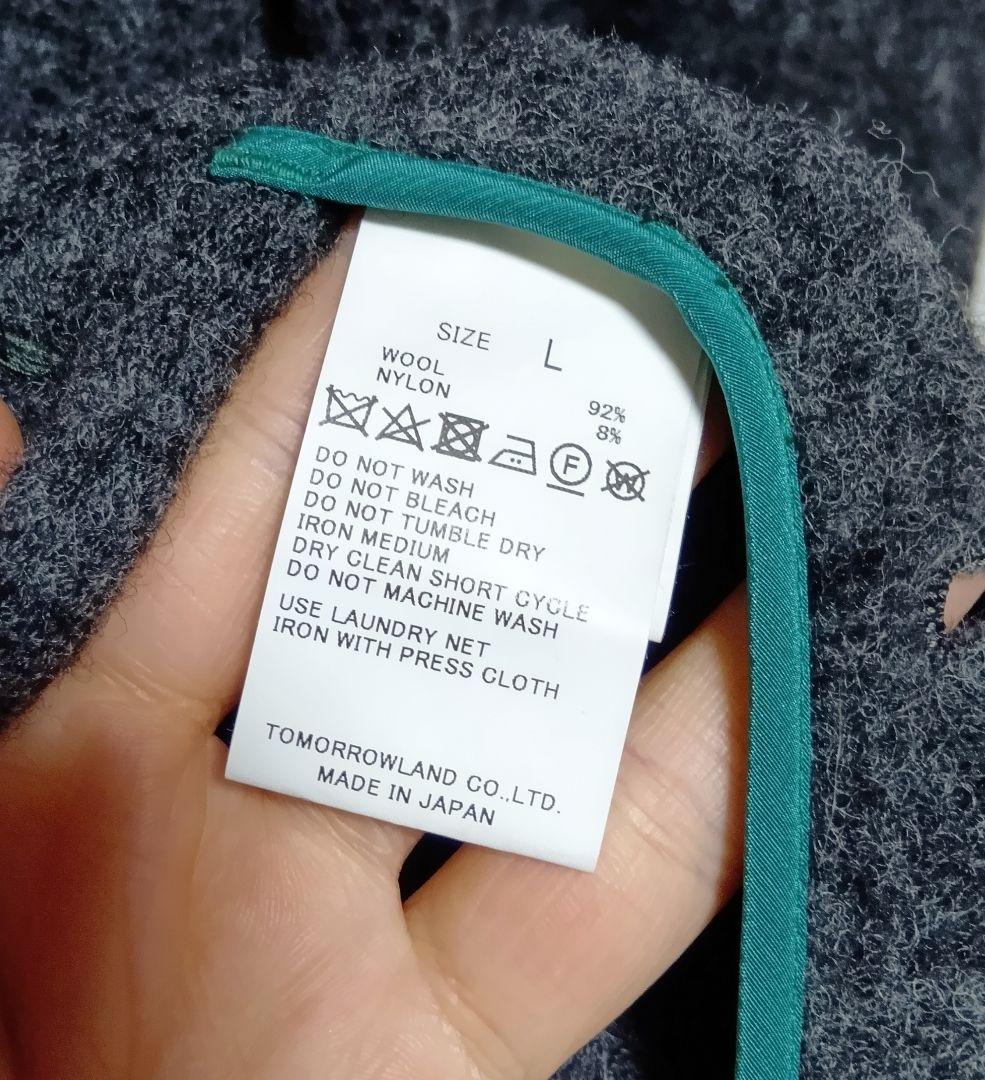 SIZE L
WOOL 92%
NYLON 8%
F W
DO NOT WASH
DO NOT BLEACH
DO NOT TUMBLE DRY
IRON MEDIUM
DRY CLEAN SHORT CYCLE
DO NOT MACHINE WASH
USE LAUNDRY NET
IRON WITH PRESS CLOTH
TOMORROWLAND CO.,LTD.
MADE IN JAPAN